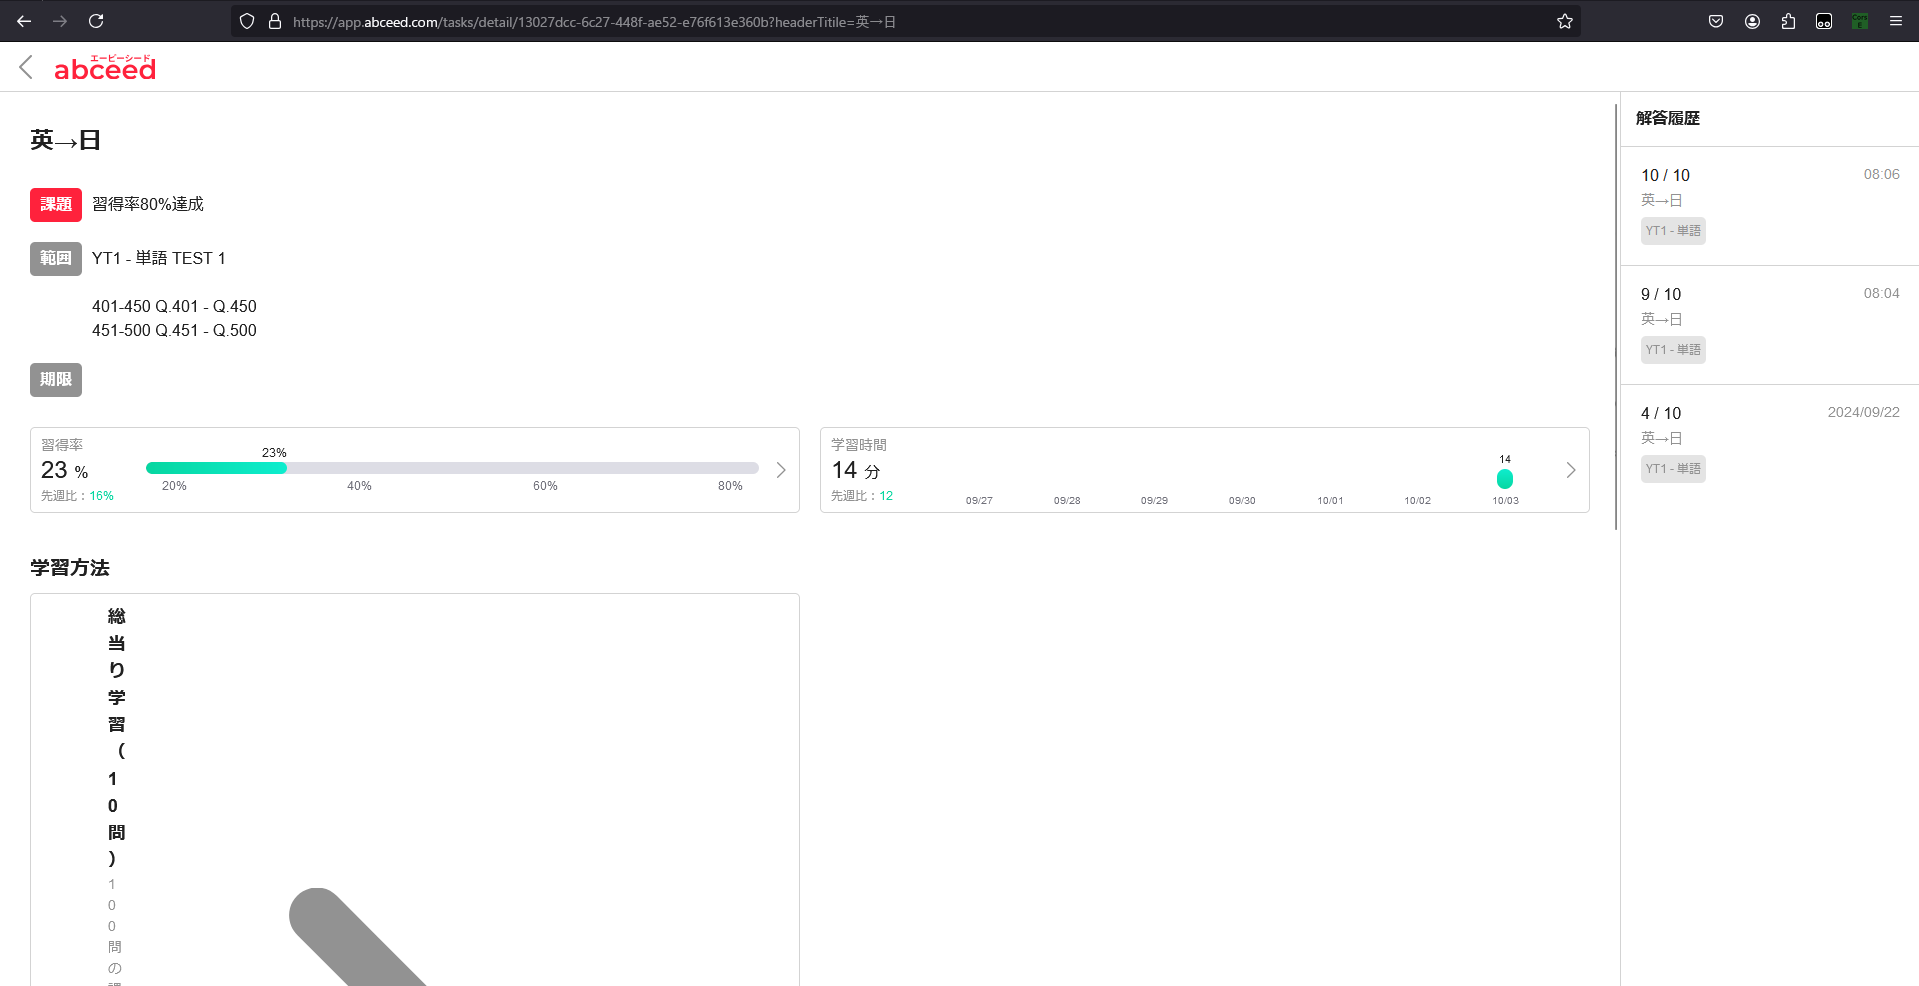 https://app.abceed.com/tasks/detail/13027dcc-6c27-448f-ae52-e76f613e360b?headerTitile=英→日
エービーシード
abceed
英→日
課題 習得率80%達成
範囲 YT1 - 単語 TEST 1
401-450 Q.401 - Q.450
451-500 Q.451 - Q.500
期限
習得率
23 %
先週比：16%
23%
20% 40% 60% 80%
学習時間
14 分
先週比：12
14
09/27 09/28 09/29 09/30 10/01 10/02 10/03
学習方法
総
当
り
学
習
（
1
0
問
）
1
0
0
問
の
解答履歴
10 / 10 08:06
英→日
YT1 - 単語
9 / 10 08:04
英→日
YT1 - 単語
4 / 10 2024/09/22
英→日
YT1 - 単語